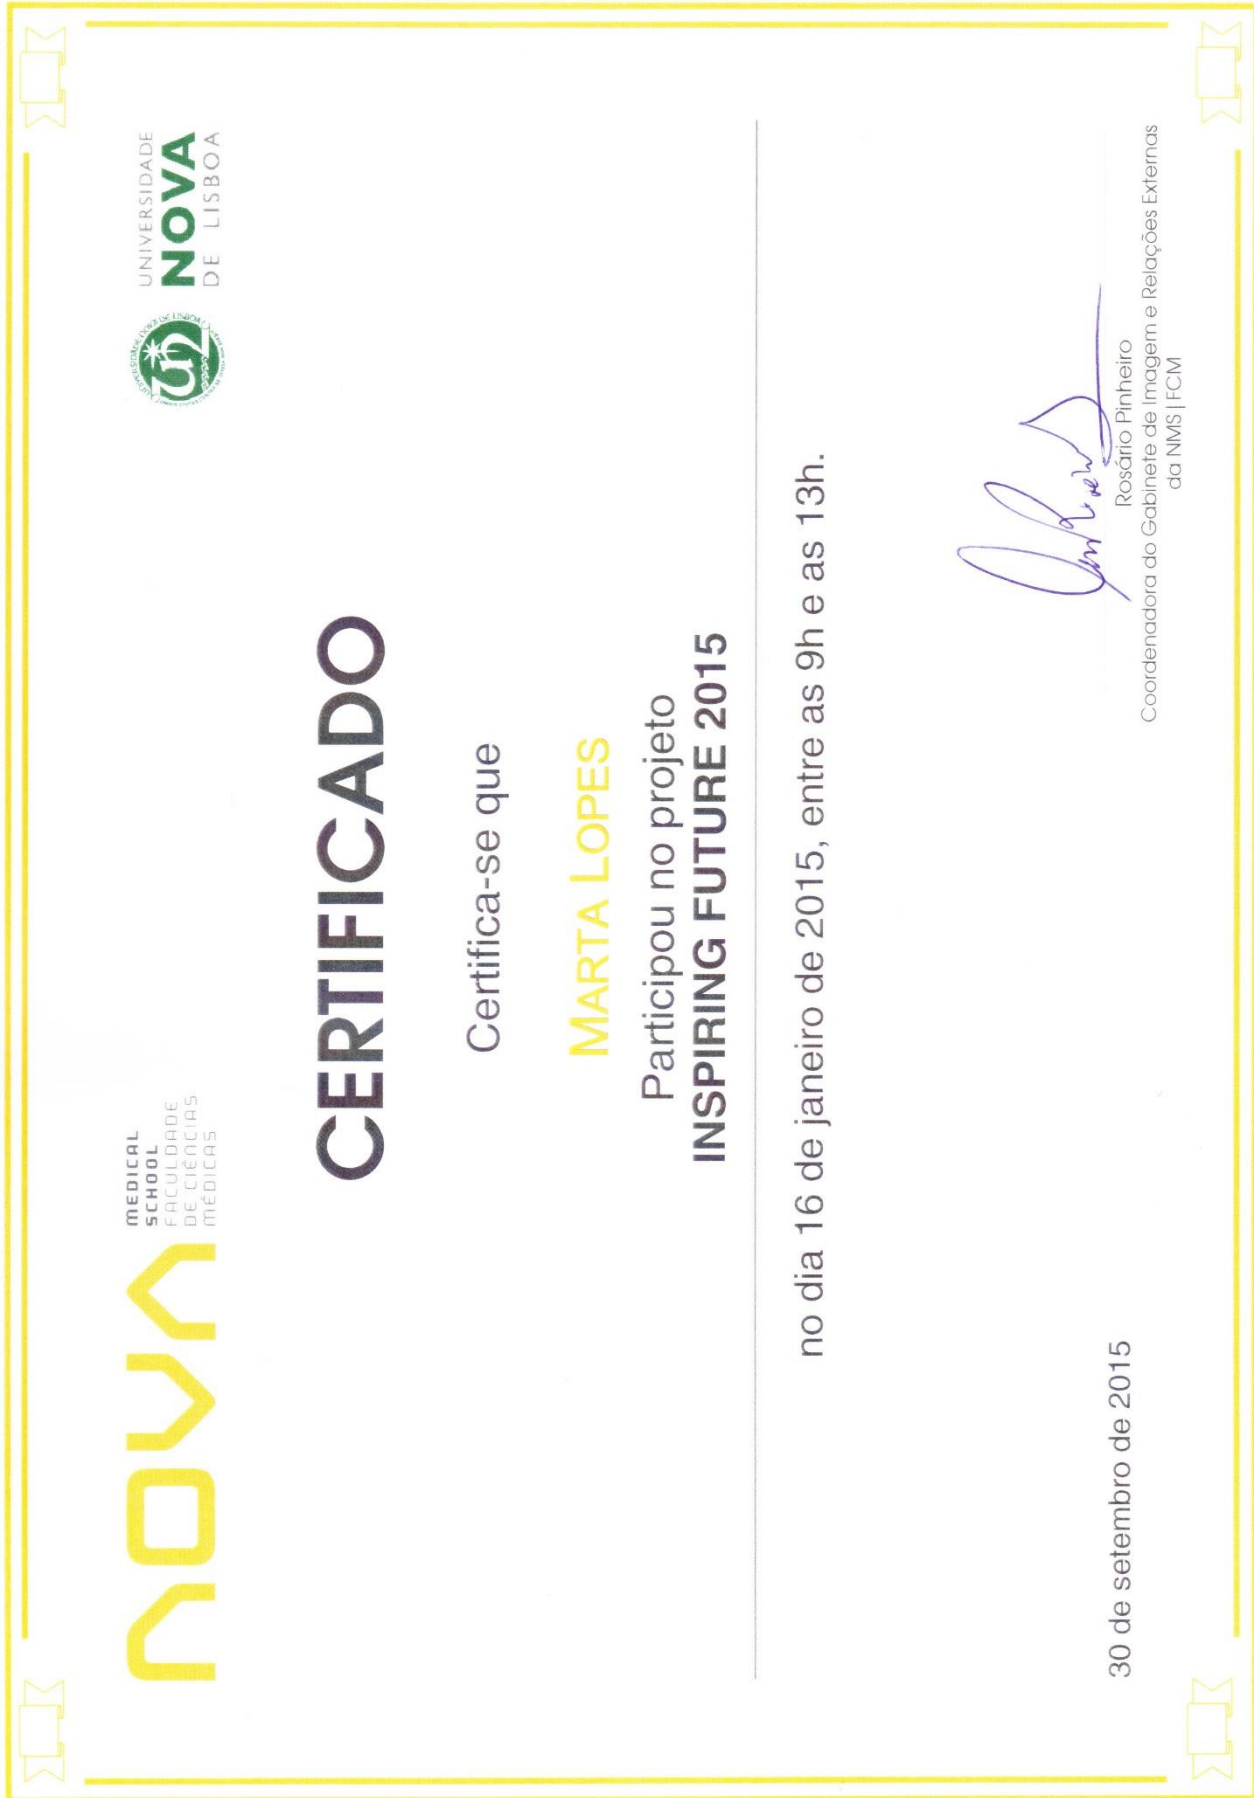 NOVA
MEDICAL
SCHOOL
FACULDADE
DE CIÊNCIAS
MÉDICAS
UNIVERSIDADE
NOVA
DE LISBOA
CERTIFICADO
Certifica-se que
MARTA LOPES
Participou no projeto
INSPIRING FUTURE 2015
no dia 16 de janeiro de 2015, entre as 9h e as 13h.
30 de setembro de 2015
Rosário Pinheiro
Coordenadora do Gabinete de Imagem e Relações Externas
da NMS|FCM